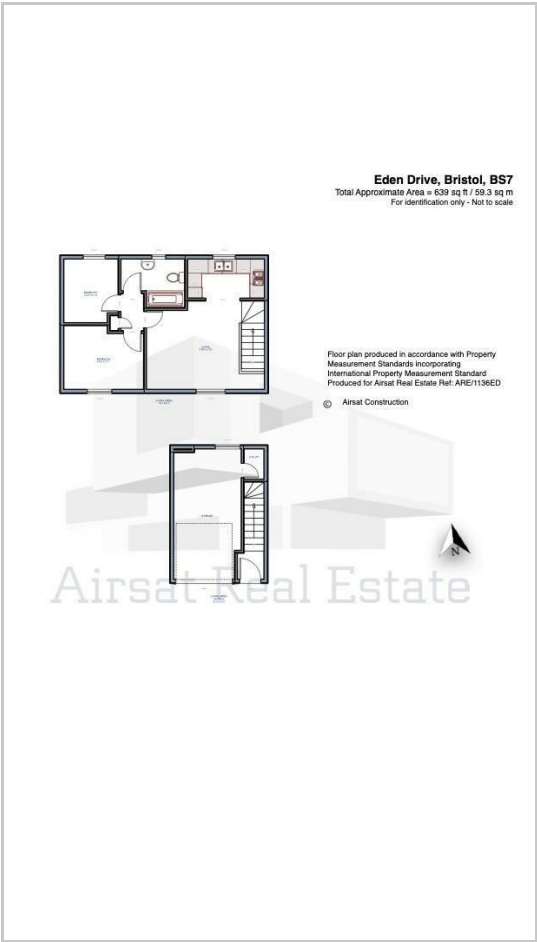 Eden Drive, Bristol, BS7
Total Approximate Area = 639 sq ft / 59.3 sq m
For identification only - Not to scale
Floor plan produced in accordance with Property
Measurement Standards incorporating
International Property Measurement Standard
Produced for Airsat Real Estate Ref: ARE/1136ED
© Airsat Construction
N
Airsat Real Estate